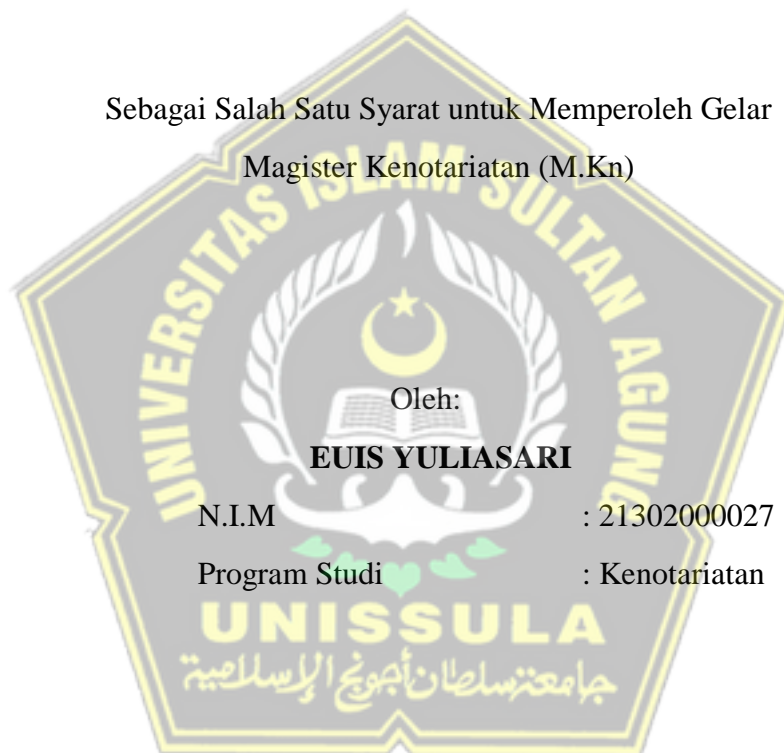 Sebagai Salah Satu Syarat untuk Memperoleh Gelar
Magister Kenotariatan (M.Kn)
UNIVERSITAS ISLAM SULTAN AGUNG
Oleh:
EUIS YULIASARI
N.I.M : 21302000027
Program Studi : Kenotariatan
UNISSULA
جامعة سلطان أجونج الإسلامية